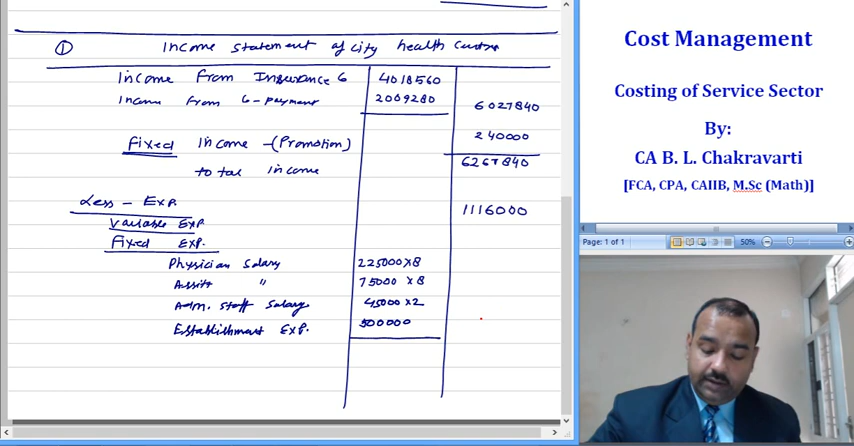 ① Income statement of city health Centre
Income from Insurance Co 4018560
Income from Co-payment 2009280 6027840
Fixed Income - (Promotion) 240000
total income 6267840
Less - Exp.
Variable Exp. 1116000
Fixed Exp.
Physician Salary 225000×8
Assitt " 75000 ×8
Adm. Staff Salary 45000×2
Establishment Exp. 500000
Cost Management
Costing of Service Sector
By:
CA B. L. Chakravarti
[FCA, CPA, CAIIB, M.Sc (Math)]
Page: 1 of 1 50%